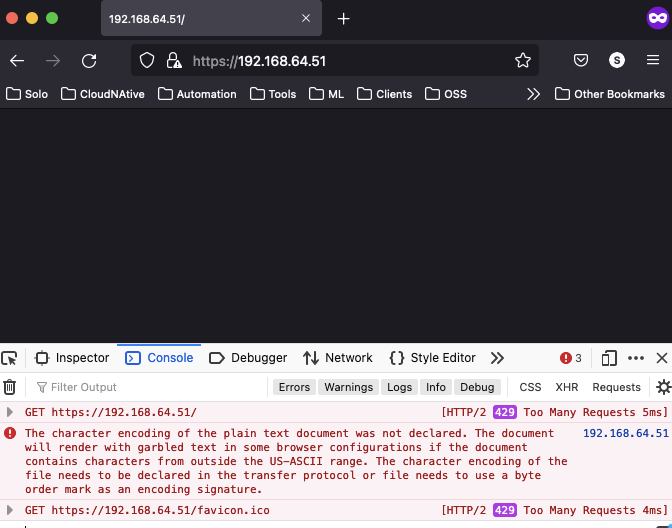 192.168.64.51/
https://192.168.64.51
S
Solo CloudNAtive Automation Tools ML Clients OSS Other Bookmarks
Inspector Console Debugger Network Style Editor 3
Filter Output Errors Warnings Logs Info Debug CSS XHR Requests
GET https://192.168.64.51/ [HTTP/2 429 Too Many Requests 5ms]
The character encoding of the plain text document was not declared. The document 192.168.64.51
will render with garbled text in some browser configurations if the document
contains characters from outside the US-ASCII range. The character encoding of the
file needs to be declared in the transfer protocol or file needs to use a byte
order mark as an encoding signature.
GET https://192.168.64.51/favicon.ico [HTTP/2 429 Too Many Requests 4ms]